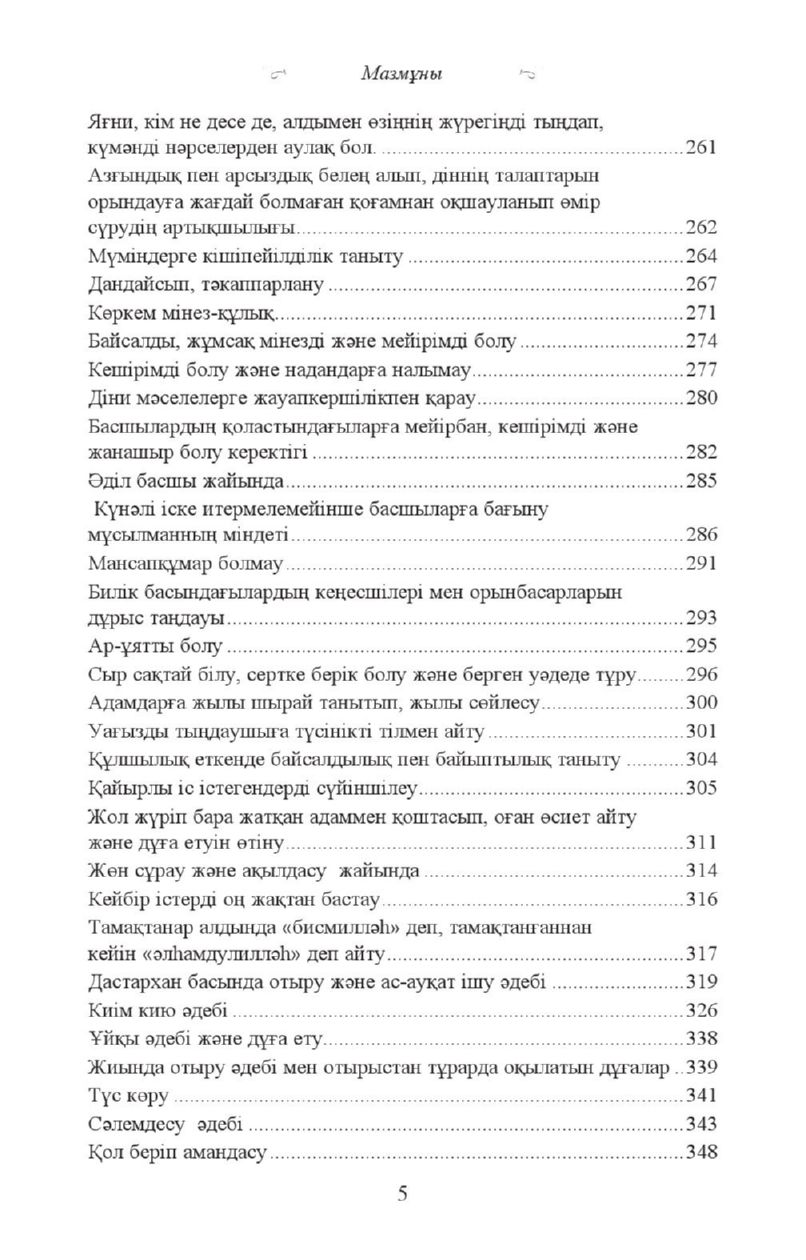 Мазмұны
Яғни, кім не десе де, алдымен өзіңнің жүрегіңді тыңдап,
күмәнді нәрселерден аулақ бол. ........................................................261
Азғындық пен арсыздық белең алып, діннің талаптарын
орындауға жағдай болмаған қоғамнан оқшауланып өмір
сүрудің артықшылығы.......................................................................262
Мүміндерге кішіпейілділік таныту ...................................................264
Дандайсып, тәкаппарлану ..................................................................267
Көркем мінез-құлық...........................................................................271
Байсалды, жұмсақ мінезді және мейірімді болу ..............................274
Кешірімді болу және надандарға налымау.......................................277
Діни мәселелерге жауапкершілікпен қарау......................................280
Басшылардың қоластындағыларға мейірбан, кешірімді және
жанашыр болу керектігі .....................................................................282
Әділ басшы жайында.........................................................................285
Күнәлі іске итермелемейінше басшыларға бағыну
мұсылманның міндеті.........................................................................286
Мансапқұмар болмау..........................................................................291
Билік басындағылардың кеңесшілері мен орынбасарларын
дұрыс таңдауы....................................................................................293
Ар-ұятты болу ....................................................................................295
Сыр сақтай білу, сертке берік болу және берген уәдеде тұру.........296
Адамдарға жылы шырай танытып, жылы сөйлесу..........................300
Уағызды тыңдаушыға түсінікті тілмен айту ....................................301
Құлшылық еткенде байсалдылық пен байыптылық таныту ...........304
Қайырлы іс істегендерді сүйіншілеу.................................................305
Жол жүріп бара жатқан адаммен қоштасып, оған өсиет айту
және дұға етуін өтіну..........................................................................311
Жөн сұрау және ақылдасу жайында ................................................314
Кейбір істерді оң жақтан бастау........................................................316
Тамақтанар алдында «бисмилләһ» деп, тамақтанғаннан
кейін «әлһамдулилләһ» деп айту.......................................................317
Дастархан басында отыру және ас-ауқат ішу әдебі ........................319
Киім кию әдебі ...................................................................................326
Ұйқы әдебі және дұға ету..................................................................338
Жиында отыру әдебі мен отырыстан тұрарда оқылатын дұғалар ..339
Түс көру ..............................................................................................341
Сәлемдесу әдебі .................................................................................343
Қол беріп амандасу.............................................................................348
5